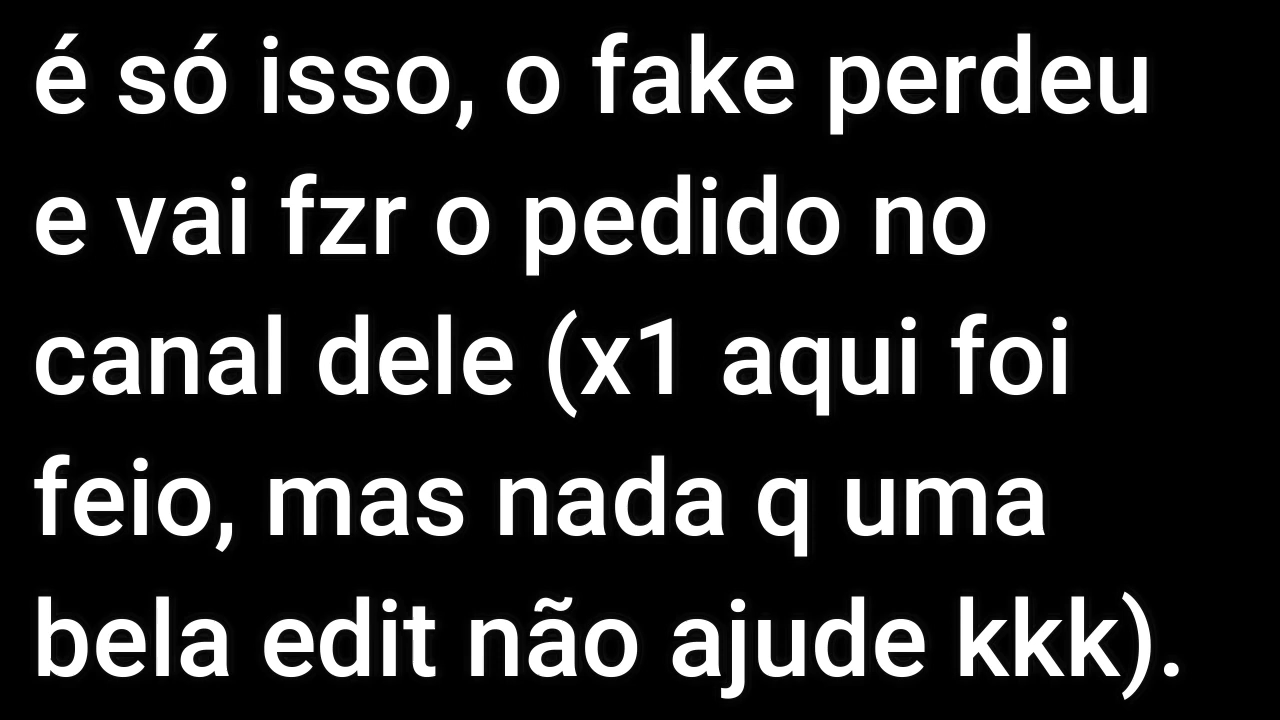 é só isso, o fake perdeu
e vai fzr o pedido no
canal dele (x1 aqui foi
feio, mas nada q uma
bela edit não ajude kkk).